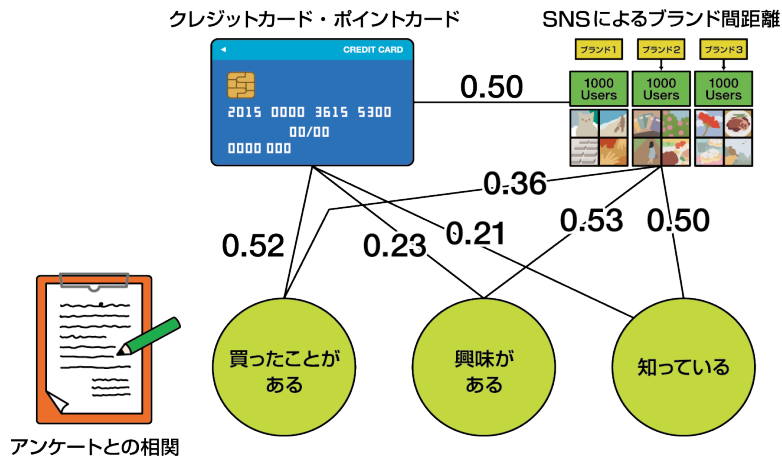 クレジットカード・ポイントカード
SNSによるブランド間距離
CREDIT CARD
2015 0000 3615 5300
00/00
0000 000
ブランド1
ブランド2
ブランド3
1000
Users
1000
Users
1000
Users
0.50
0.36
0.52
0.23
0.21
0.53
0.50
買ったことが
ある
興味が
ある
知っている
アンケートとの相関